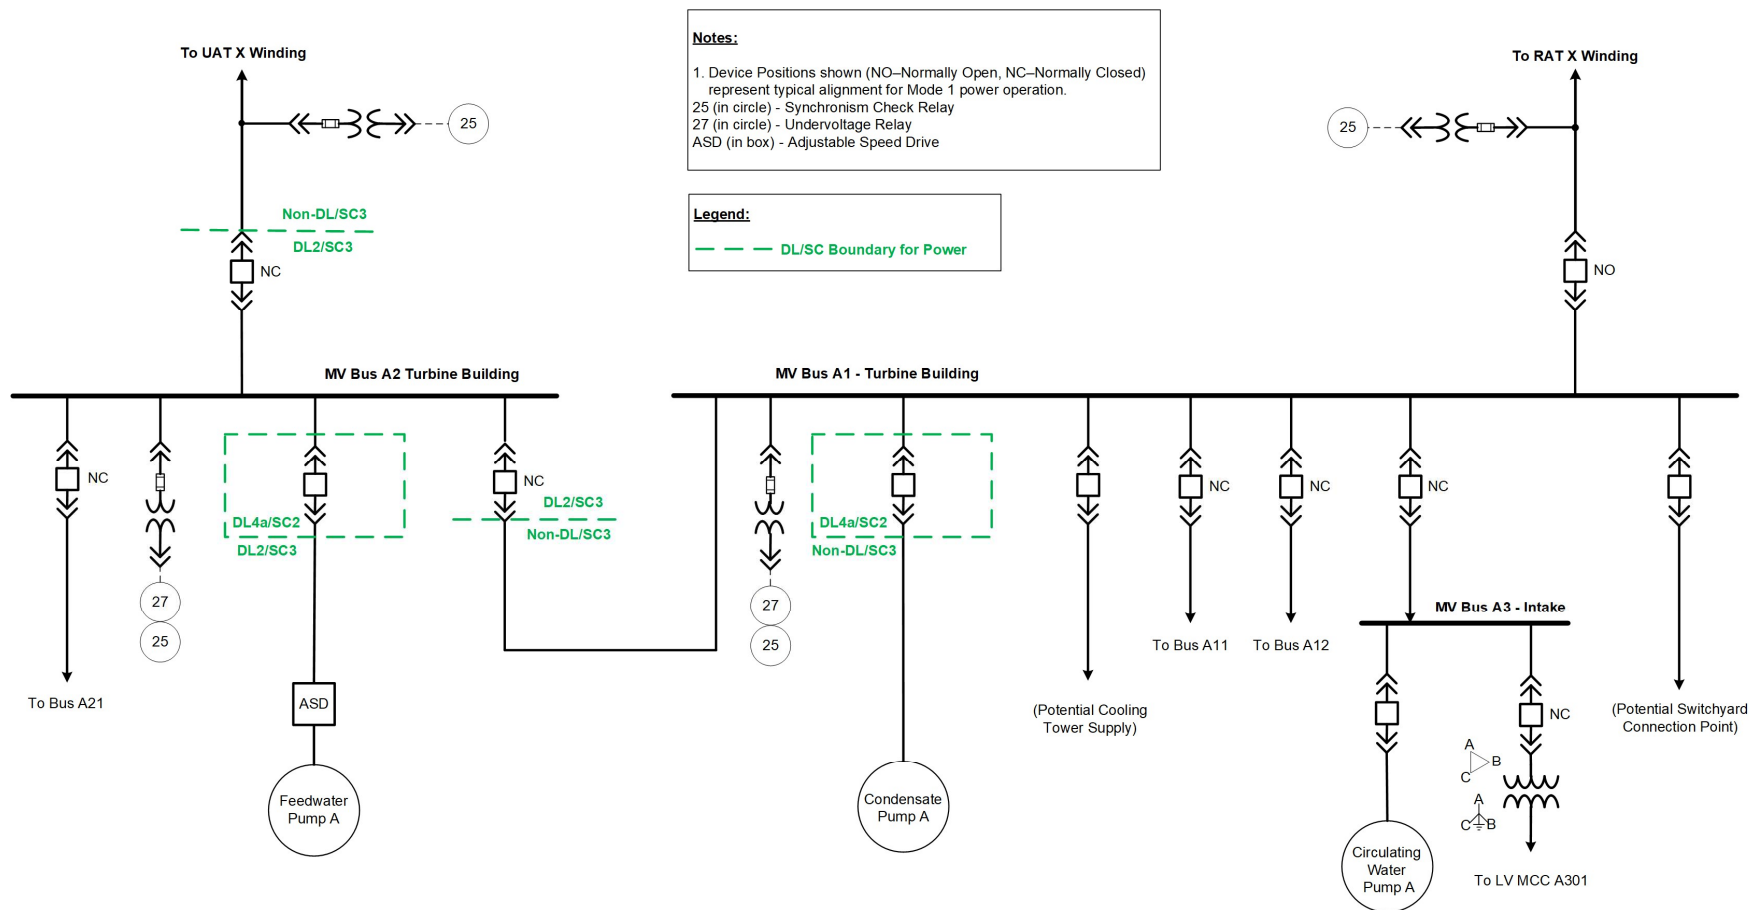 Notes:
1. Device Positions shown (NO–Normally Open, NC–Normally Closed)
represent typical alignment for Mode 1 power operation.
25 (in circle) - Synchronism Check Relay
27 (in circle) - Undervoltage Relay
ASD (in box) - Adjustable Speed Drive
To UAT X Winding
To RAT X Winding
25
25
Legend:
DL/SC Boundary for Power
Non-DL/SC3
DL2/SC3
NC
NO
MV Bus A2 Turbine Building
MV Bus A1 - Turbine Building
NC
NC
NC
NC
NC
DL4a/SC2
DL2/SC3
DL2/SC3
Non-DL/SC3
DL4a/SC2
Non-DL/SC3
27
25
27
25
MV Bus A3 - Intake
To Bus A11
To Bus A12
To Bus A21
ASD
(Potential Cooling
Tower Supply)
NC
(Potential Switchyard
Connection Point)
A
B
C
A
C
B
Feedwater
Pump A
Condensate
Pump A
Circulating
Water
Pump A
To LV MCC A301